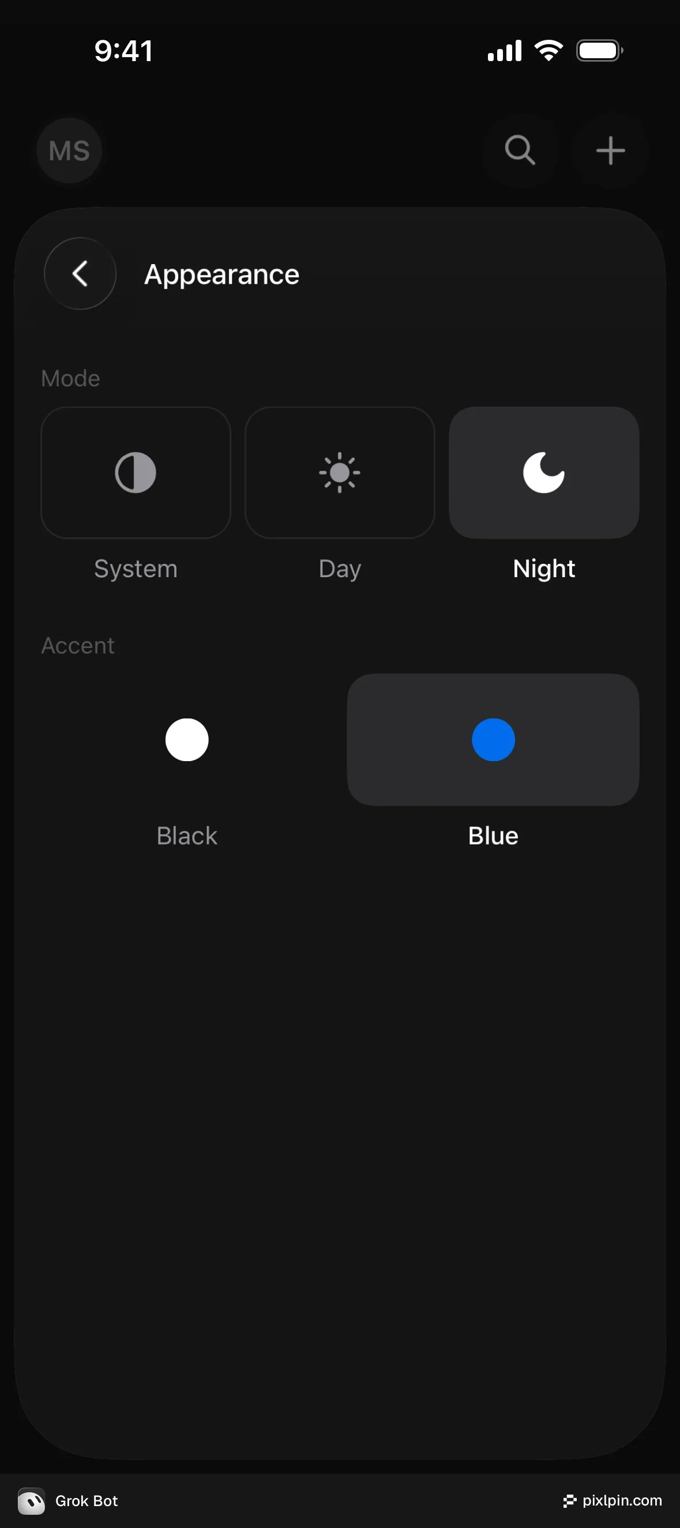 9:41
MS
Appearance
Mode
System Day Night
Accent
Black Blue
Grok Bot pixlpin.com